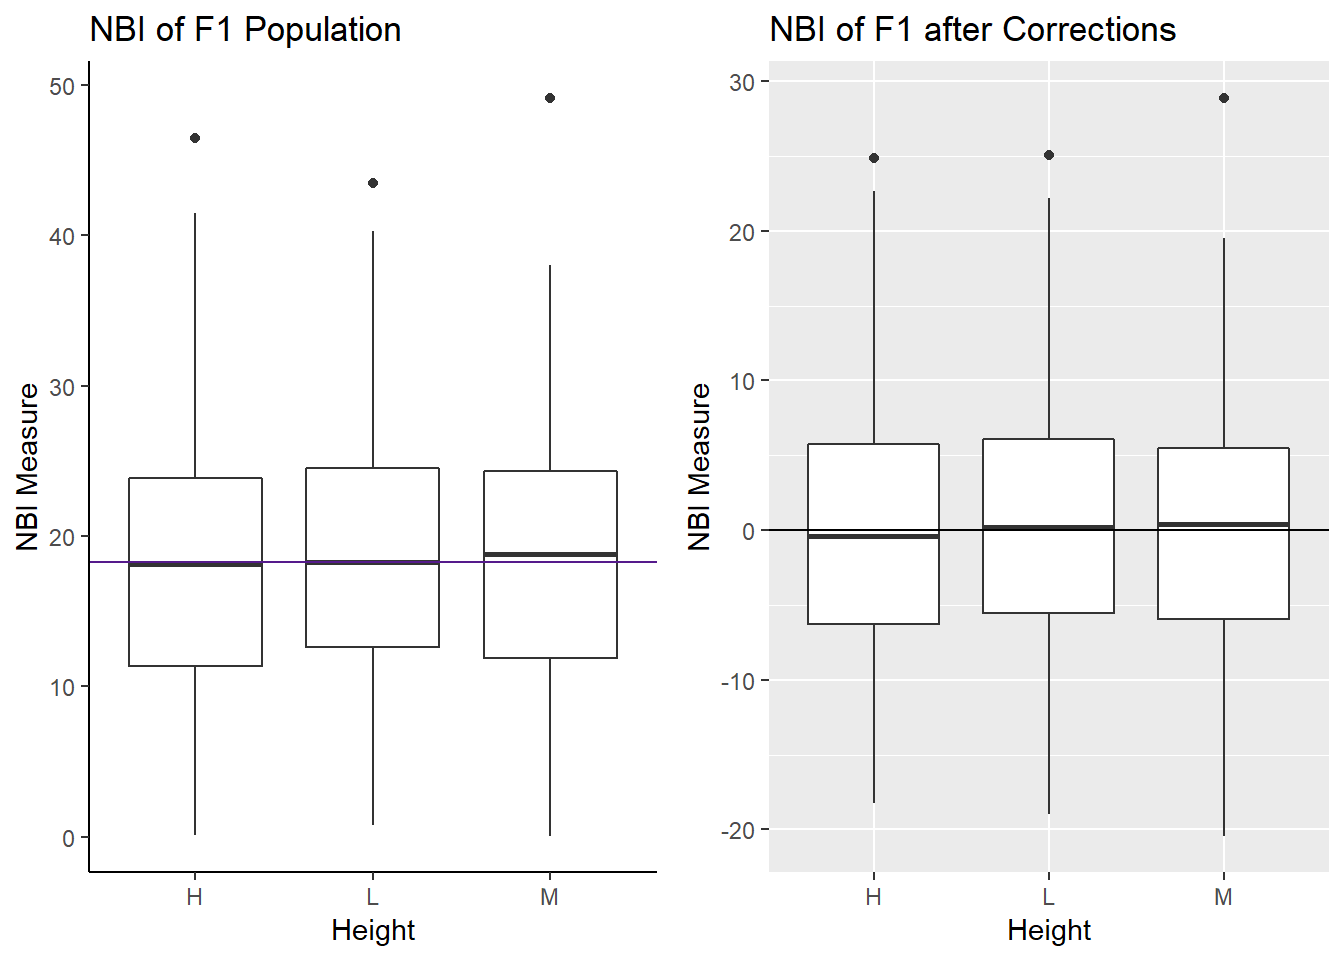 NBI of F1 Population
NBI Measure
50
40
30
20
10
0
H L M
Height
NBI of F1 after Corrections
NBI Measure
30
20
10
0
-10
-20
H L M
Height